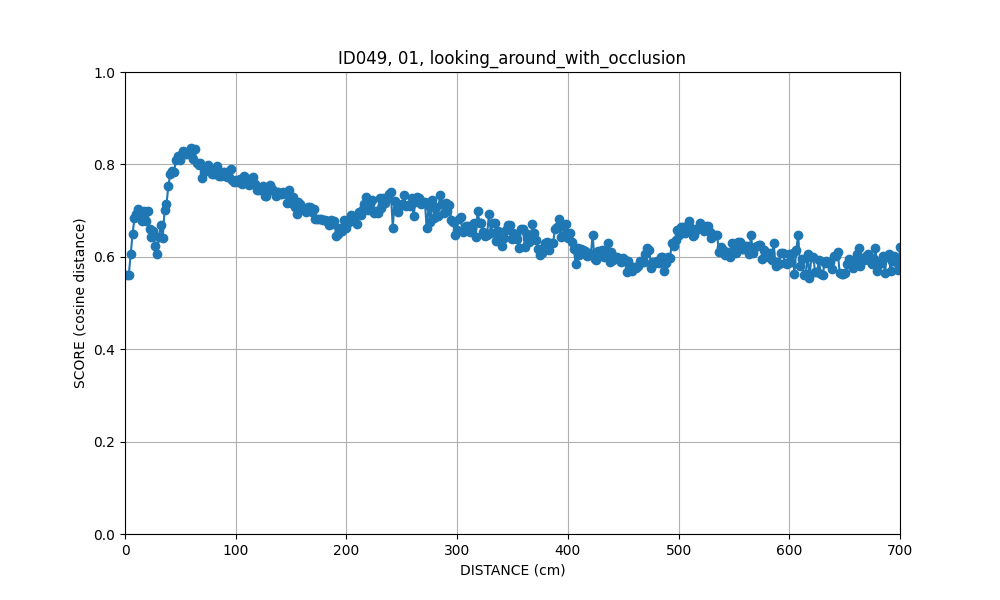 ID049, 01, looking_around_with_occlusion
1.0
0.8
0.6
0.4
0.2
0.0
SCORE (cosine distance)
0 100 200 300 400 500 600 700
DISTANCE (cm)